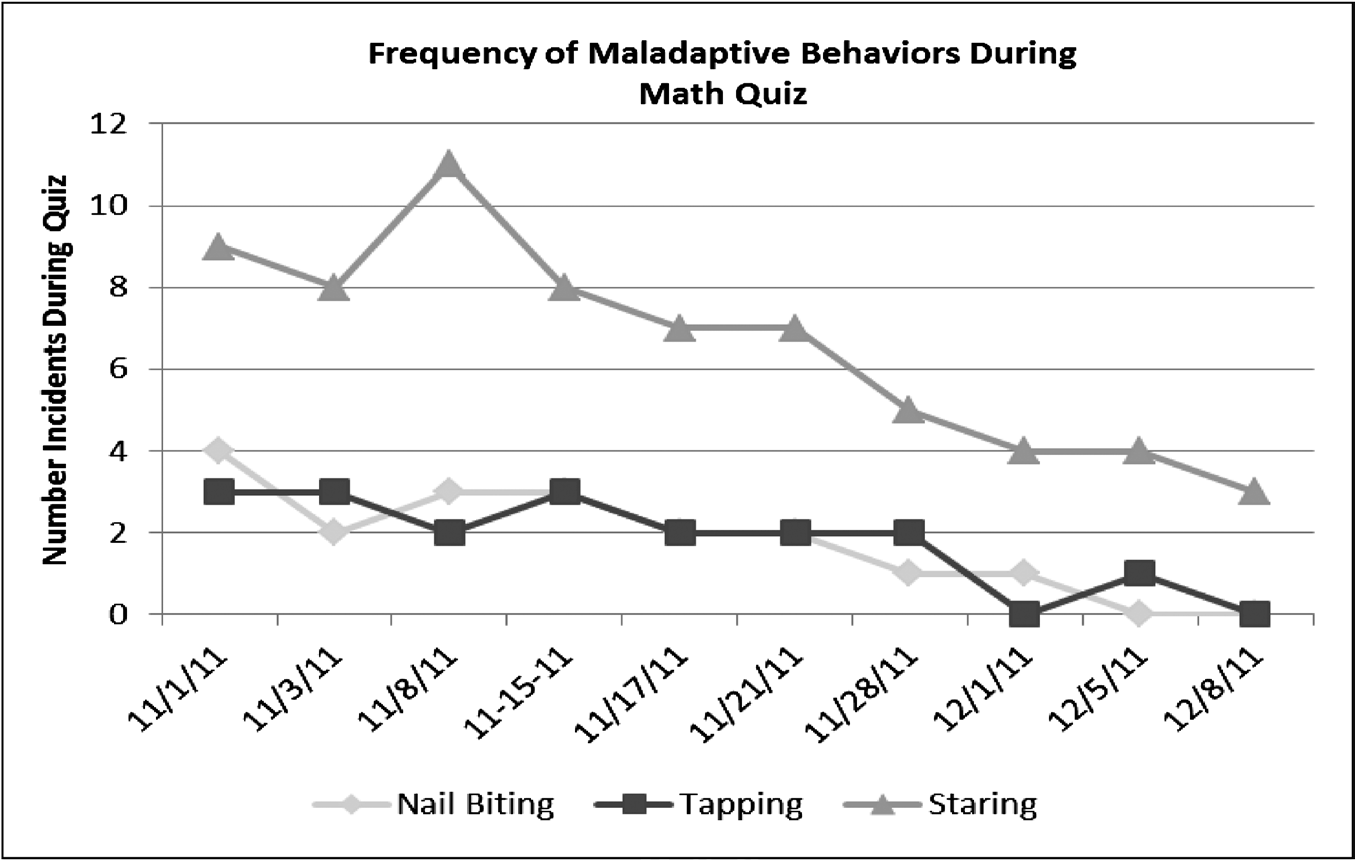 Frequency of Maladaptive Behaviors During
Math Quiz
Number Incidents During Quiz
12
10
8
6
4
2
0
11/1/11
11/3/11
11/8/11
11-15-11
11/17/11
11/21/11
11/28/11
12/1/11
12/5/11
12/8/11
Nail Biting
Tapping
Staring